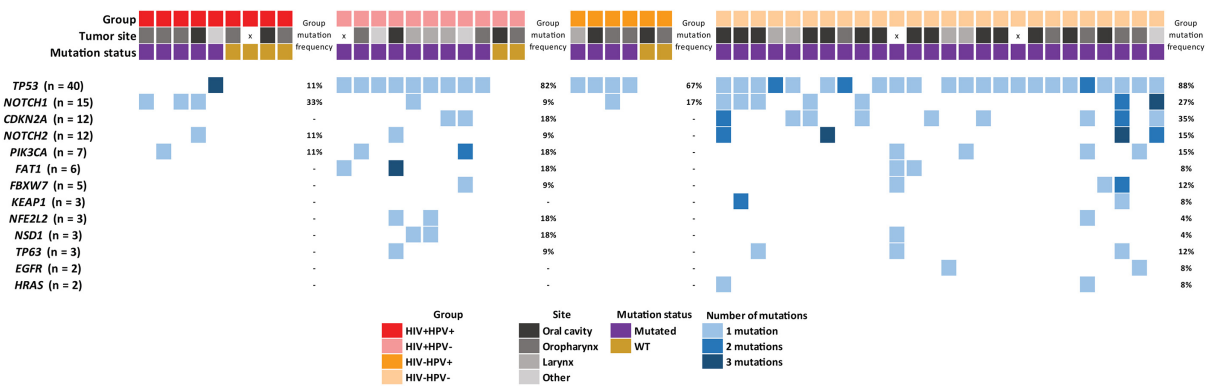 Group Group Group Group Group
Tumor site x mutation x mutation mutation x x mutation
Mutation status frequency frequency frequency frequency
TP53 (n = 40) 11% 82% 67% 88%
NOTCH1 (n = 15) 33% 9% 17% 27%
CDKN2A (n = 12) - 18% - 35%
NOTCH2 (n = 12) 11% 9% - 15%
PIK3CA (n = 7) 11% 18% - 15%
FAT1 (n = 6) - 18% - 8%
FBXW7 (n = 5) - 9% - 12%
KEAP1 (n = 3) - - - 8%
NFE2L2 (n = 3) - 18% - 4%
NSD1 (n = 3) - 18% - 4%
TP63 (n = 3) - 9% - 12%
EGFR (n = 2) - - - 8%
HRAS (n = 2) - - - 8%
Group Site Mutation status Number of mutations
HIV+HPV+ Oral cavity Mutated 1 mutation
HIV+HPV- Oropharynx WT 2 mutations
HIV-HPV+ Larynx 3 mutations
HIV-HPV- Other